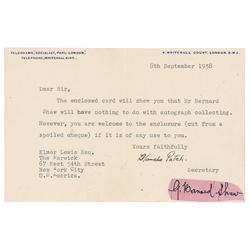 TELEGRAMS, "SOCIALIST, PARL-LONDON."
TELEPHONE, WHITEHALL 3160.
4, WHITEHALL COURT, LONDON, S.W.1.
8th September 1938
Dear Sir,
The enclosed card will show you that Mr Bernard
Shaw will have nothing to do with autograph collecting.
However, you are welcome to the enclosure (cut from a
spoiled cheque) if it is of any use to you.
Yours faithfully
Blanche Patch.
Secretary
Elmer Lewis Esq.
The Warwick
67 West 54th Street
New York City
U.S.America.
G. Bernard Shaw